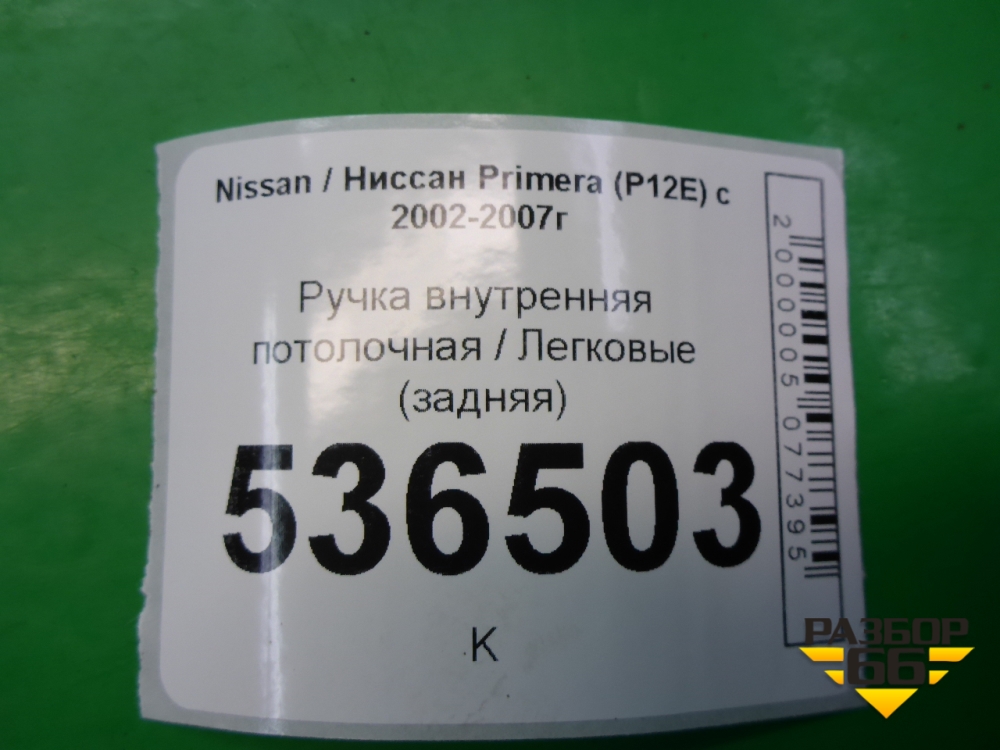 Nissan / Ниссан Primera (P12E) с
2002-2007г
Ручка внутренняя
потолочная / Легковые
(задняя)
536503
К
2000005077395
РАЗБОР
66